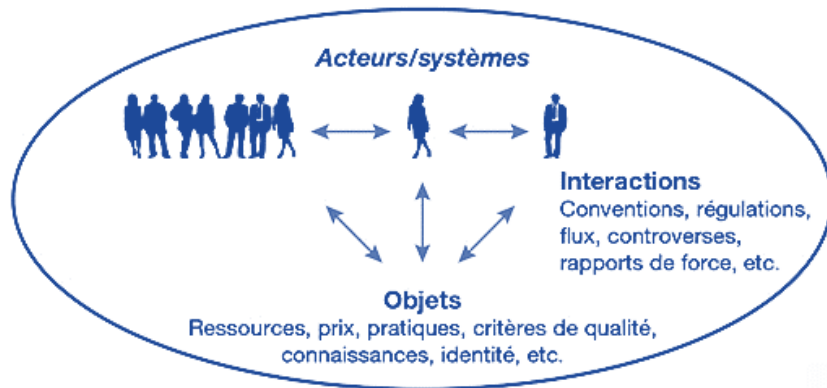 Acteurs/systèmes
Interactions
Conventions, régulations,
flux, controverses,
rapports de force, etc.
Objets
Ressources, prix, pratiques, critères de qualité,
connaissances, identité, etc.